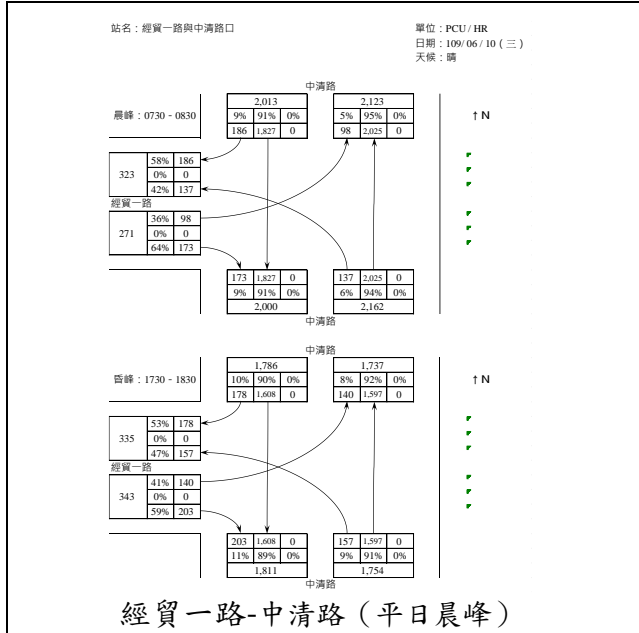 站名：經貿一路與中清路口
單位：PCU / HR
日期：109/ 06 / 10（三）
天候：晴
中清路
晨峰：0730 - 0830
2,013 2,123
9% 91% 0% 5% 95% 0%
186 1,827 0 98 2,025 0
↑N
323
58% 186
0% 0
42% 137
經貿一路
271
36% 98
0% 0
64% 173
173 1,827 0 137 2,025 0
9% 91% 0% 6% 94% 0%
2,000 2,162
中清路
中清路
昏峰：1730 - 1830
1,786 1,737
10% 90% 0% 8% 92% 0%
178 1,608 0 140 1,597 0
↑N
335
53% 178
0% 0
47% 157
經貿一路
343
41% 140
0% 0
59% 203
203 1,608 0 157 1,597 0
11% 89% 0% 9% 91% 0%
1,811 1,754
中清路
經貿一路-中清路（平日晨峰）